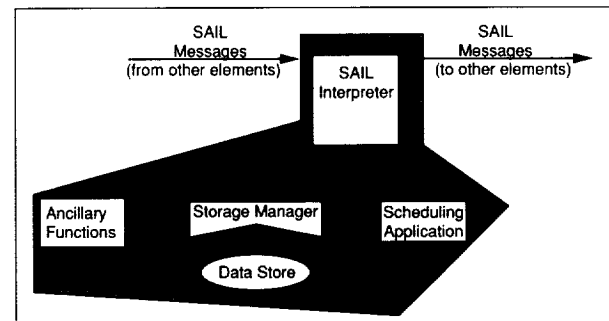 SAIL
Messages
(from other elements)
SAIL
Messages
(to other elements)
SAIL
Interpreter
Ancillary
Functions
Storage Manager
Scheduling
Application
Data Store